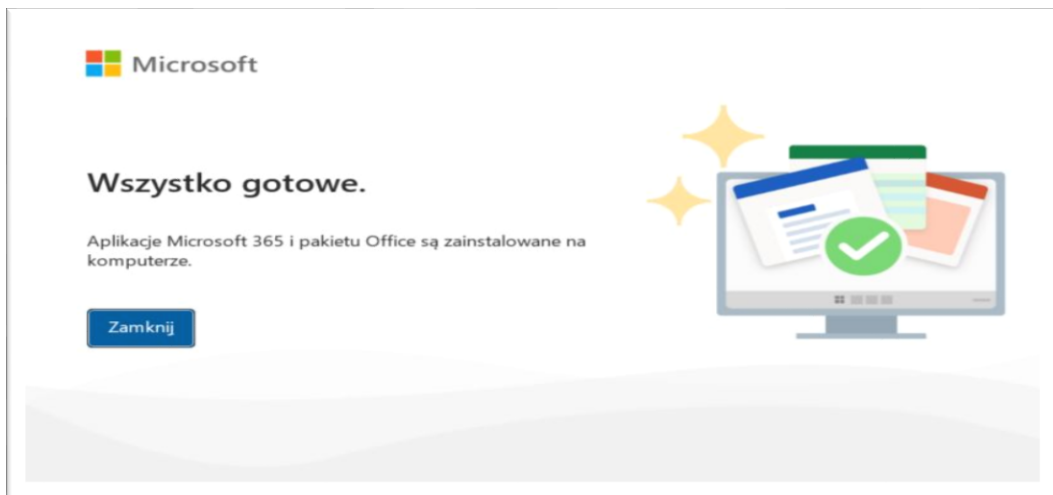 Microsoft
Wszystko gotowe.
Aplikacje Microsoft 365 i pakietu Office są zainstalowane na
komputerze.
Zamknij